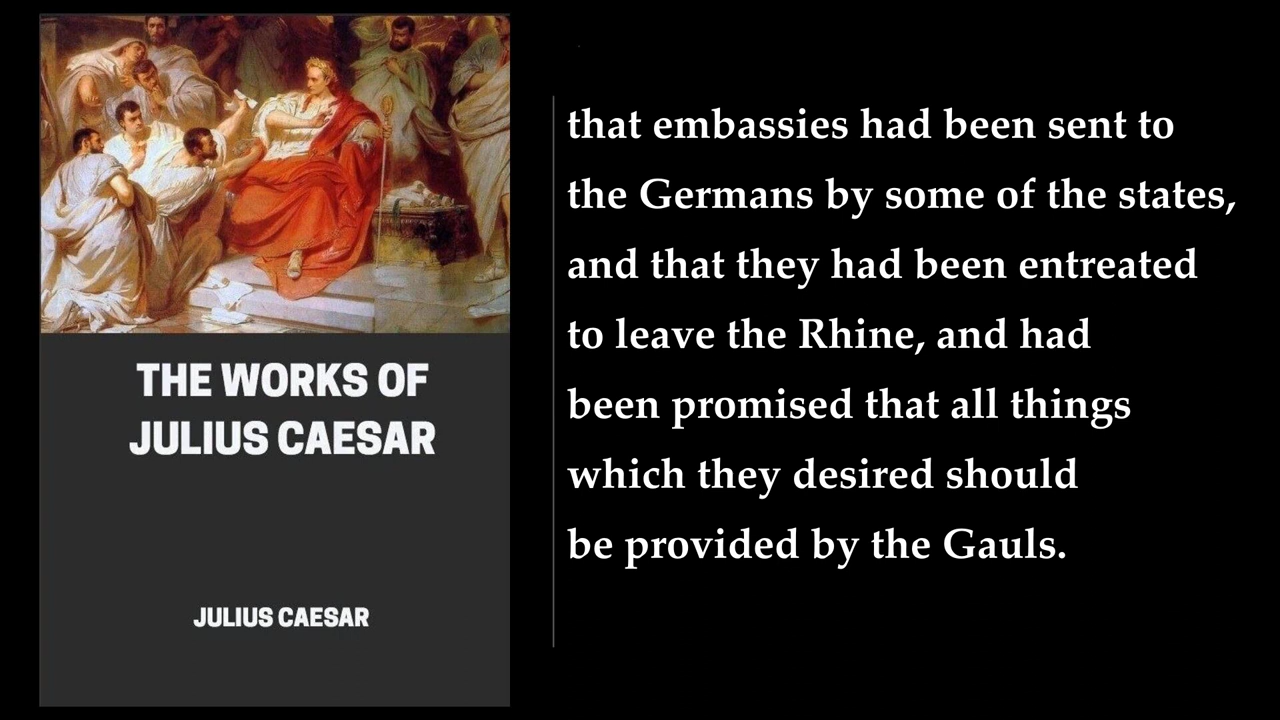 THE WORKS OF
JULIUS CAESAR
JULIUS CAESAR
that embassies had been sent to
the Germans by some of the states,
and that they had been entreated
to leave the Rhine, and had
been promised that all things
which they desired should
be provided by the Gauls.